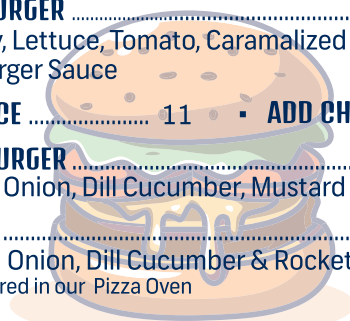 URGER ..............................
, Lettuce, Tomato, Caramalized
rger Sauce
CE .................... 11 ▪ ADD CH
URGER ..............................
Onion, Dill Cucumber, Mustard
..............................
Onion, Dill Cucumber & Rocket
red in our Pizza Oven